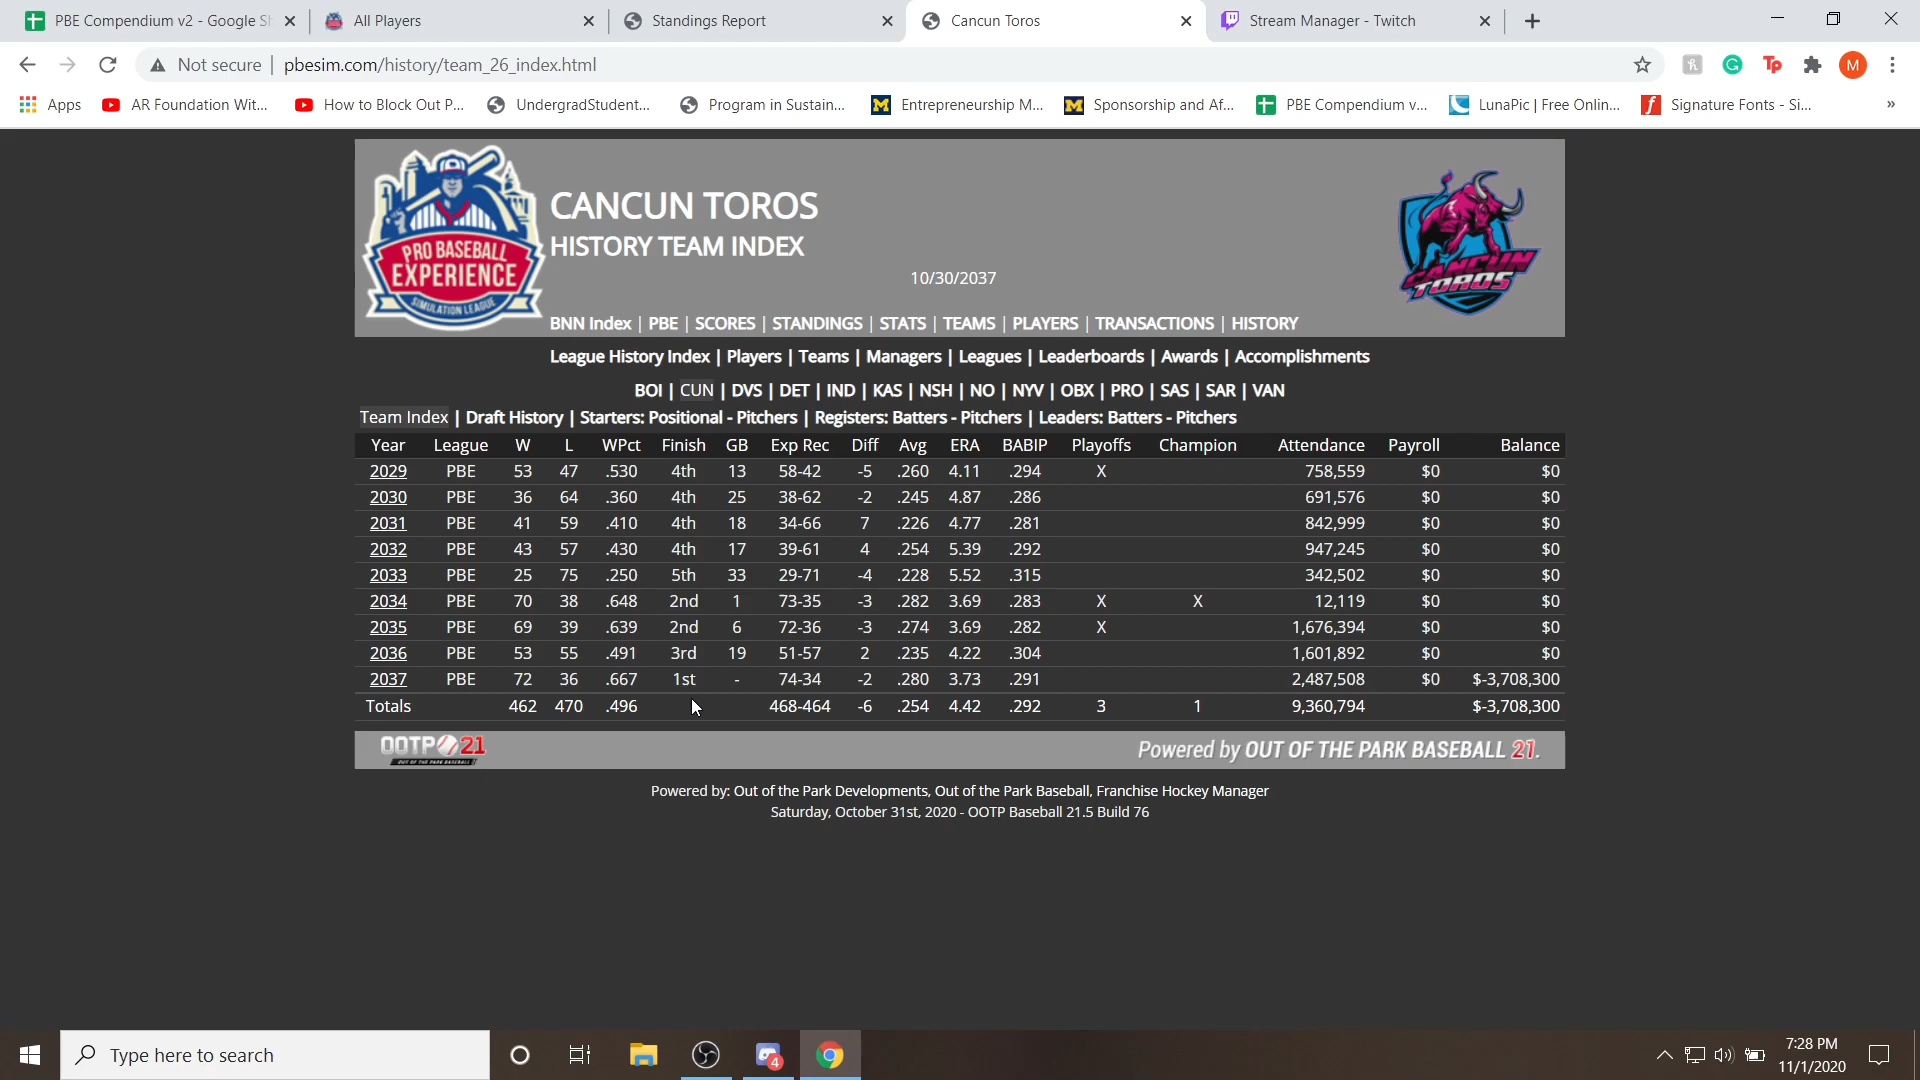 PBE Compendium v2 - Google Sh
All Players
Standings Report
Cancun Toros
Stream Manager - Twitch
Not secure | pbesim.com/history/team_26_index.html
Apps AR Foundation Wit... How to Block Out P... UndergradStudent... Program in Sustain... Entrepreneurship M... Sponsorship and Af... PBE Compendium v... LunaPic | Free Onlin... Signature Fonts - Si... »
PRO BASEBALL
EXPERIENCE
SIMULATION LEAGUE
CANCUN TOROS
HISTORY TEAM INDEX
10/30/2037
CANCUN
TOROS
BNN Index | PBE | SCORES | STANDINGS | STATS | TEAMS | PLAYERS | TRANSACTIONS | HISTORY
League History Index | Players | Teams | Managers | Leagues | Leaderboards | Awards | Accomplishments
BOI | CUN | DVS | DET | IND | KAS | NSH | NO | NYV | OBX | PRO | SAS | SAR | VAN
Team Index | Draft History | Starters: Positional - Pitchers | Registers: Batters - Pitchers | Leaders: Batters - Pitchers
Year League W L WPct Finish GB Exp Rec Diff Avg ERA BABIP Playoffs Champion Attendance Payroll Balance
2029 PBE 53 47 .530 4th 13 58-42 -5 .260 4.11 .294 X 758,559 $0 $0
2030 PBE 36 64 .360 4th 25 38-62 -2 .245 4.87 .286 691,576 $0 $0
2031 PBE 41 59 .410 4th 18 34-66 7 .226 4.77 .281 842,999 $0 $0
2032 PBE 43 57 .430 4th 17 39-61 4 .254 5.39 .292 947,245 $0 $0
2033 PBE 25 75 .250 5th 33 29-71 -4 .228 5.52 .315 342,502 $0 $0
2034 PBE 70 38 .648 2nd 1 73-35 -3 .282 3.69 .283 X X 12,119 $0 $0
2035 PBE 69 39 .639 2nd 6 72-36 -3 .274 3.69 .282 X 1,676,394 $0 $0
2036 PBE 53 55 .491 3rd 19 51-57 2 .235 4.22 .304 1,601,892 $0 $0
2037 PBE 72 36 .667 1st - 74-34 -2 .280 3.73 .291 2,487,508 $0 $-3,708,300
Totals 462 470 .496 468-464 -6 .254 4.42 .292 3 1 9,360,794 $-3,708,300
OOTP 21
OUT OF THE PARK BASEBALL
Powered by OUT OF THE PARK BASEBALL 21.
Powered by: Out of the Park Developments, Out of the Park Baseball, Franchise Hockey Manager
Saturday, October 31st, 2020 - OOTP Baseball 21.5 Build 76
Type here to search
4
7:28 PM
11/1/2020